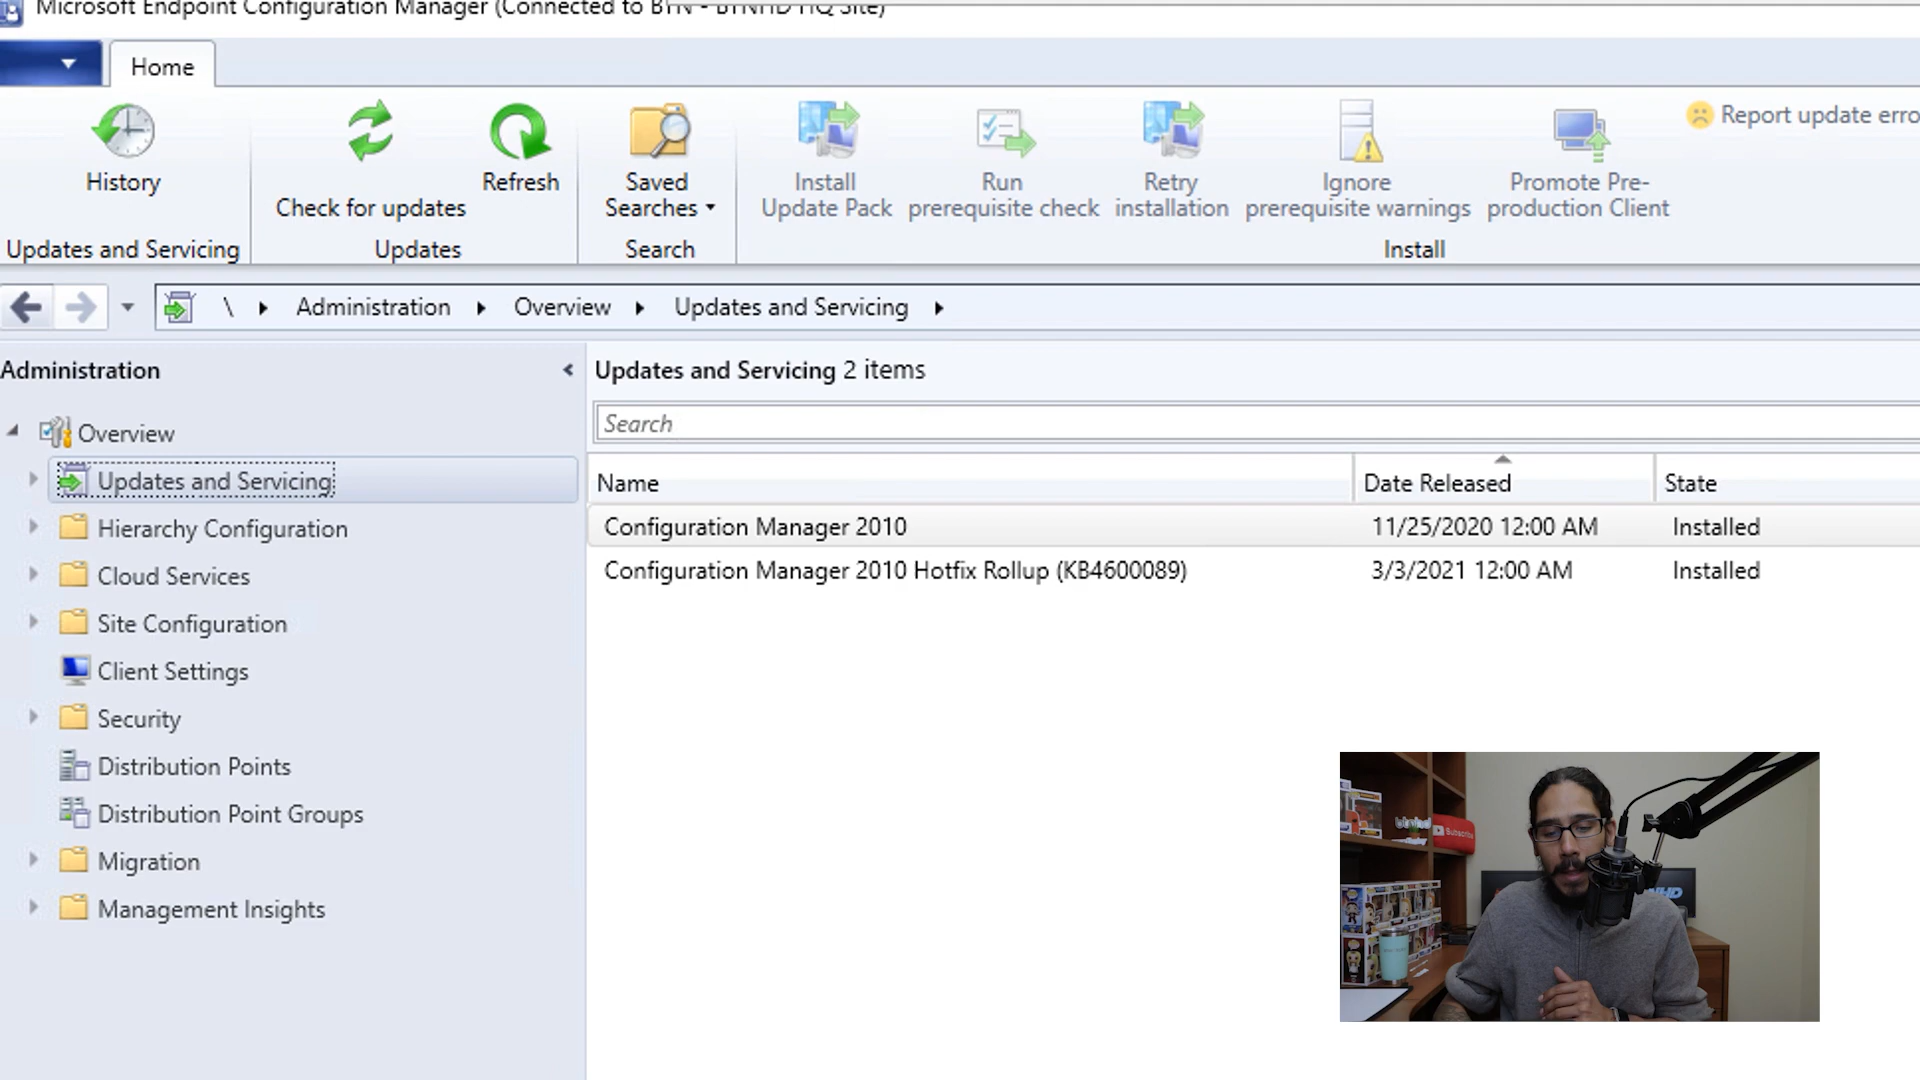 Microsoft Endpoint Configuration Manager (Connected to BTN - BTNHD HQ Site)
Home
History
Check for updates
Refresh
Saved Searches
Install Update Pack
Run prerequisite check
Retry installation
Ignore prerequisite warnings
Promote Pre-production Client
Report update erro
Updates and Servicing
Updates
Search
Install
\ Administration Overview Updates and Servicing
Administration
Overview
Updates and Servicing
Hierarchy Configuration
Cloud Services
Site Configuration
Client Settings
Security
Distribution Points
Distribution Point Groups
Migration
Management Insights
Updates and Servicing 2 items
Search
Name Date Released State
Configuration Manager 2010 11/25/2020 12:00 AM Installed
Configuration Manager 2010 Hotfix Rollup (KB4600089) 3/3/2021 12:00 AM Installed
Subscribe